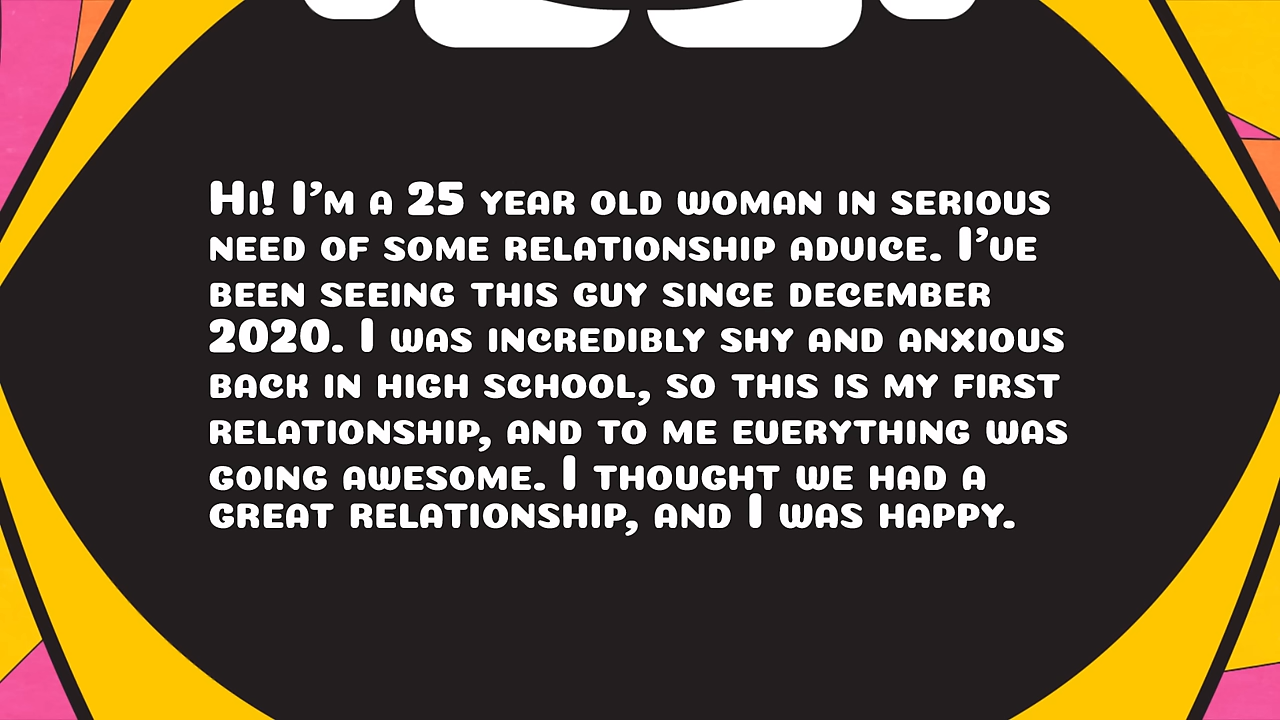 Hi! I'm a 25 year old woman in serious
need of some relationship advice. I've
been seeing this guy since december
2020. I was incredibly shy and anxious
back in high school, so this is my first
relationship, and to me everything was
going awesome. I thought we had a
great relationship, and I was happy.